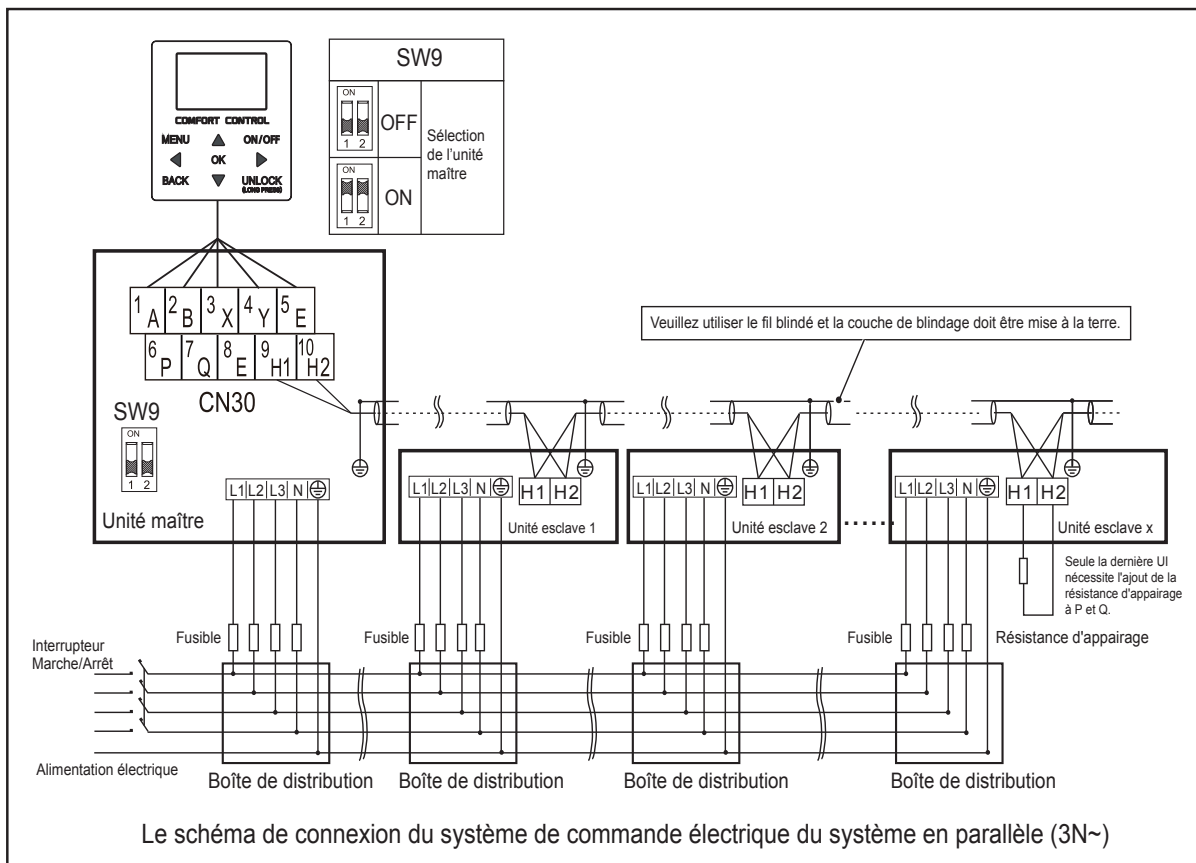 COMFORT CONTROL
MENU
ON/OFF
OK
BACK
UNLOCK
(LONG PRESS)
SW9
ON
1 2
OFF
ON
1 2
ON
Sélection
de l'unité
maître
1 A
2 B
3 X
4 Y
5 E
6 P
7 Q
8 E
9 H1
10 H2
CN30
SW9
ON
1 2
Veuillez utiliser le fil blindé et la couche de blindage doit être mise à la terre.
L1 L2 L3 N
Unité maître
L1 L2 L3 N
H1 H2
Unité esclave 1
L1 L2 L3 N
H1 H2
Unité esclave 2
L1 L2 L3 N
H1 H2
Unité esclave x
Seule la dernière UI
nécessite l'ajout de la
résistance d'appairage
à P et Q.
Résistance d'appairage
Fusible
Fusible
Fusible
Fusible
Interrupteur
Marche/Arrêt
Alimentation électrique
Boîte de distribution
Boîte de distribution
Boîte de distribution
Boîte de distribution
Le schéma de connexion du système de commande électrique du système en parallèle (3N~)